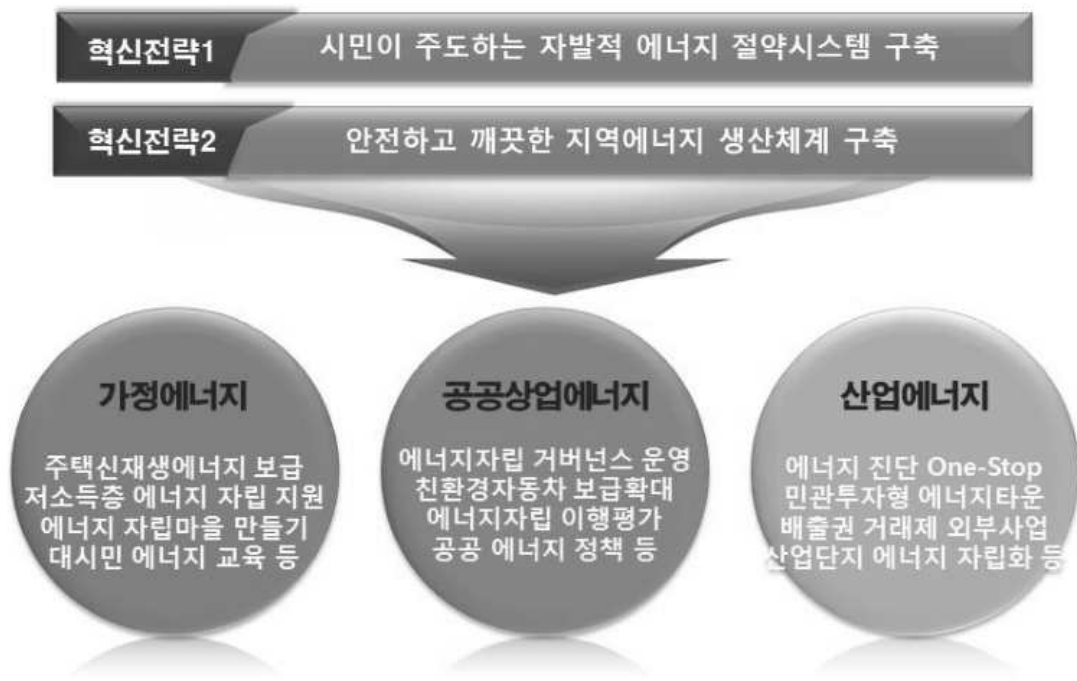 혁신전략1 시민이 주도하는 자발적 에너지 절약시스템 구축
혁신전략2 안전하고 깨끗한 지역에너지 생산체계 구축
가정에너지
주택신재생에너지 보급
저소득층 에너지 자립 지원
에너지 자립마을 만들기
대시민 에너지 교육 등
공공상업에너지
에너지자립 거버넌스 운영
친환경자동차 보급확대
에너지자립 이행평가
공공 에너지 정책 등
산업에너지
에너지 진단 One-Stop
민관투자형 에너지타운
배출권 거래제 외부사업
산업단지 에너지 자립화 등